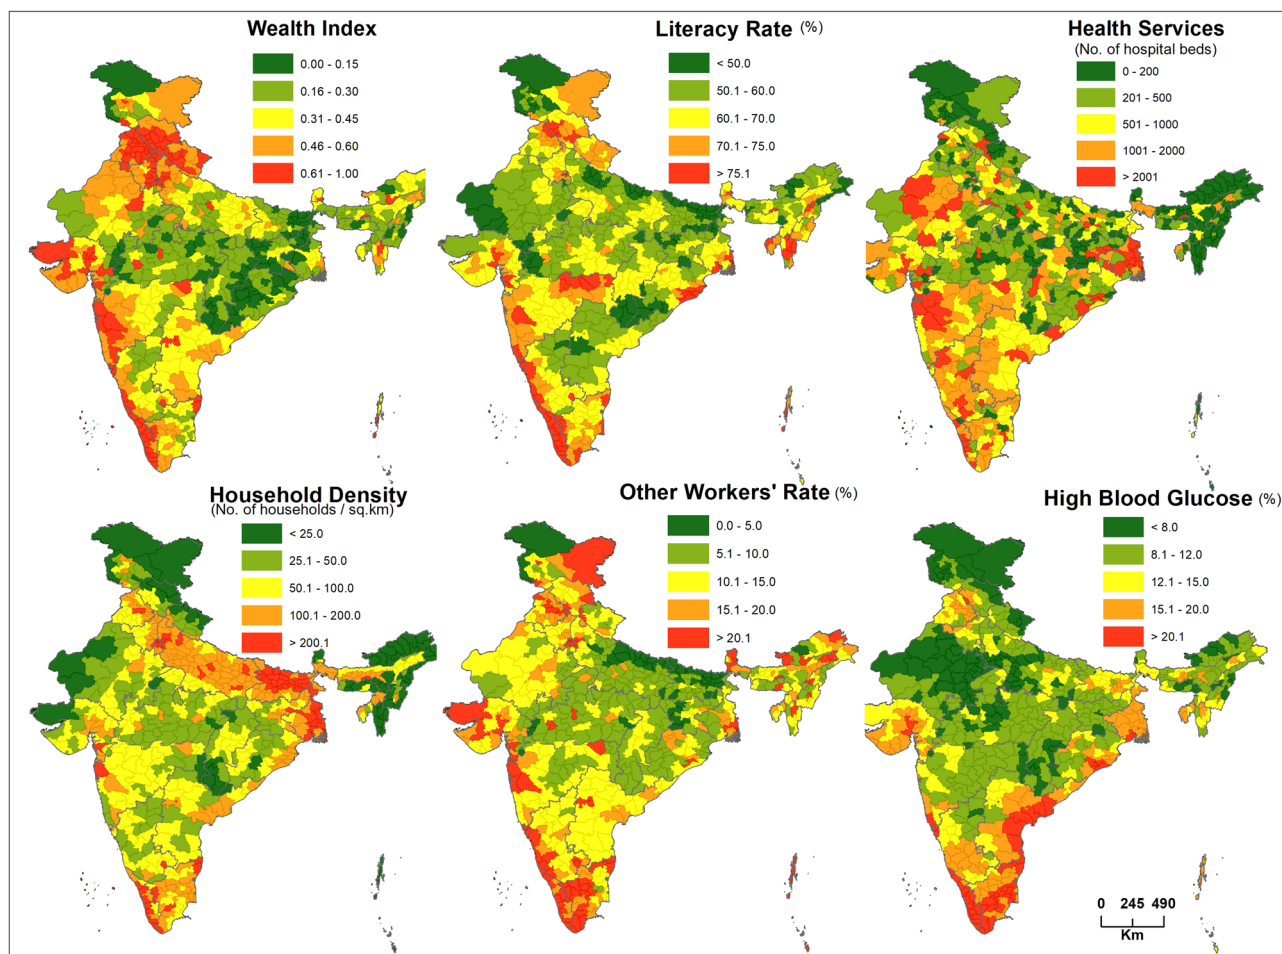 Wealth Index
0.00 - 0.15
0.16 - 0.30
0.31 - 0.45
0.46 - 0.60
0.61 - 1.00
Literacy Rate (%)
< 50.0
50.1 - 60.0
60.1 - 70.0
70.1 - 75.0
> 75.1
Health Services
(No. of hospital beds)
0 - 200
201 - 500
501 - 1000
1001 - 2000
> 2001
Household Density
(No. of households / sq.km)
< 25.0
25.1 - 50.0
50.1 - 100.0
100.1 - 200.0
> 200.1
Other Workers' Rate (%)
0.0 - 5.0
5.1 - 10.0
10.1 - 15.0
15.1 - 20.0
> 20.1
High Blood Glucose (%)
< 8.0
8.1 - 12.0
12.1 - 15.0
15.1 - 20.0
> 20.1
0 245 490
Km